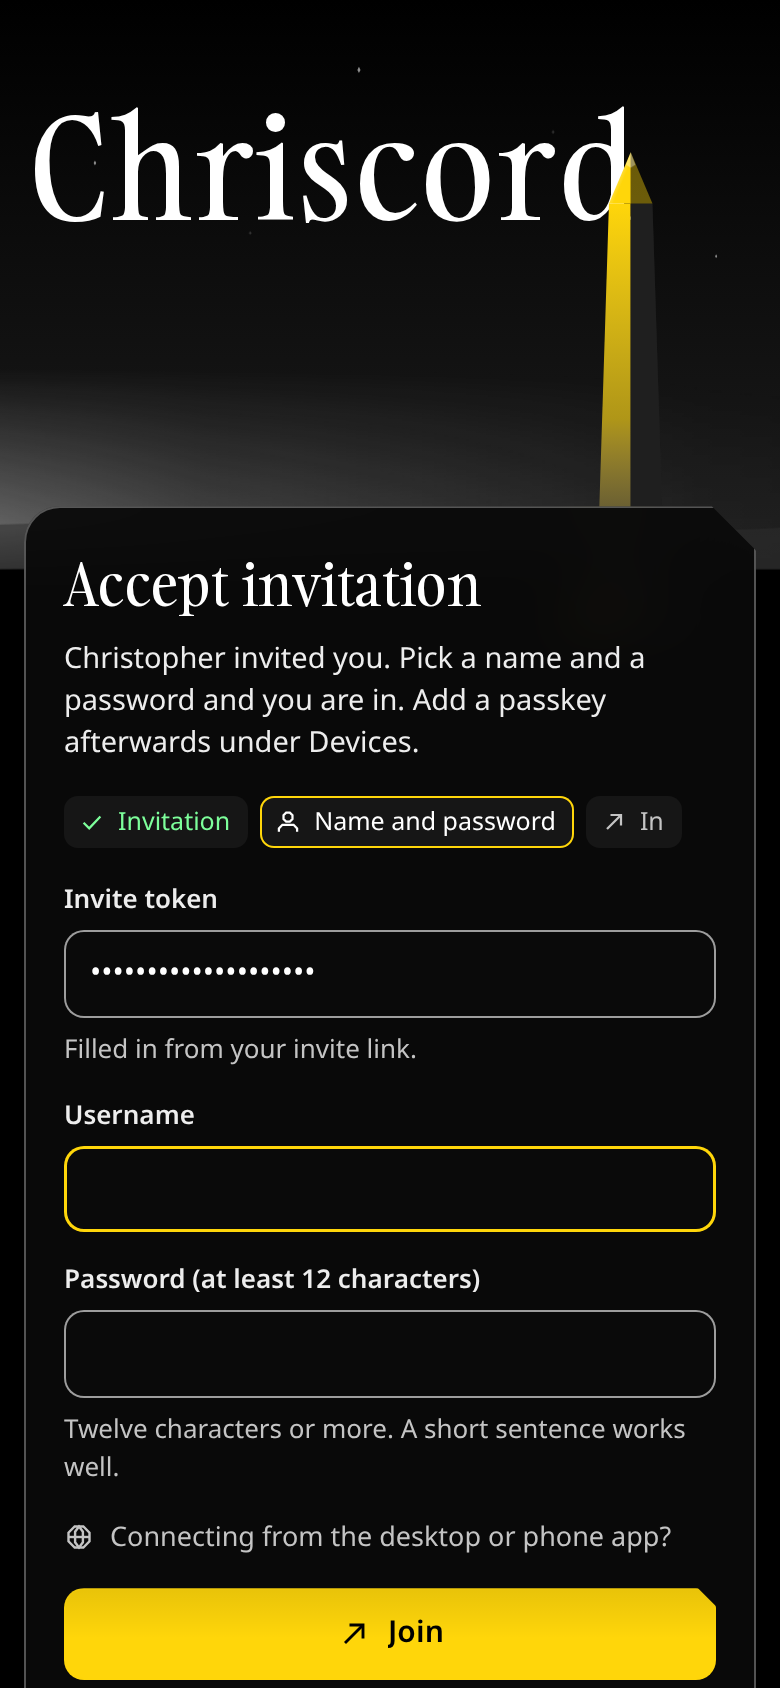 Chriscord
Accept invitation
Christopher invited you. Pick a name and a
password and you are in. Add a passkey
afterwards under Devices.
Invitation
Name and password
In
Invite token
••••••••••••••••••••
Filled in from your invite link.
Username
Password (at least 12 characters)
Twelve characters or more. A short sentence works
well.
Connecting from the desktop or phone app?
Join